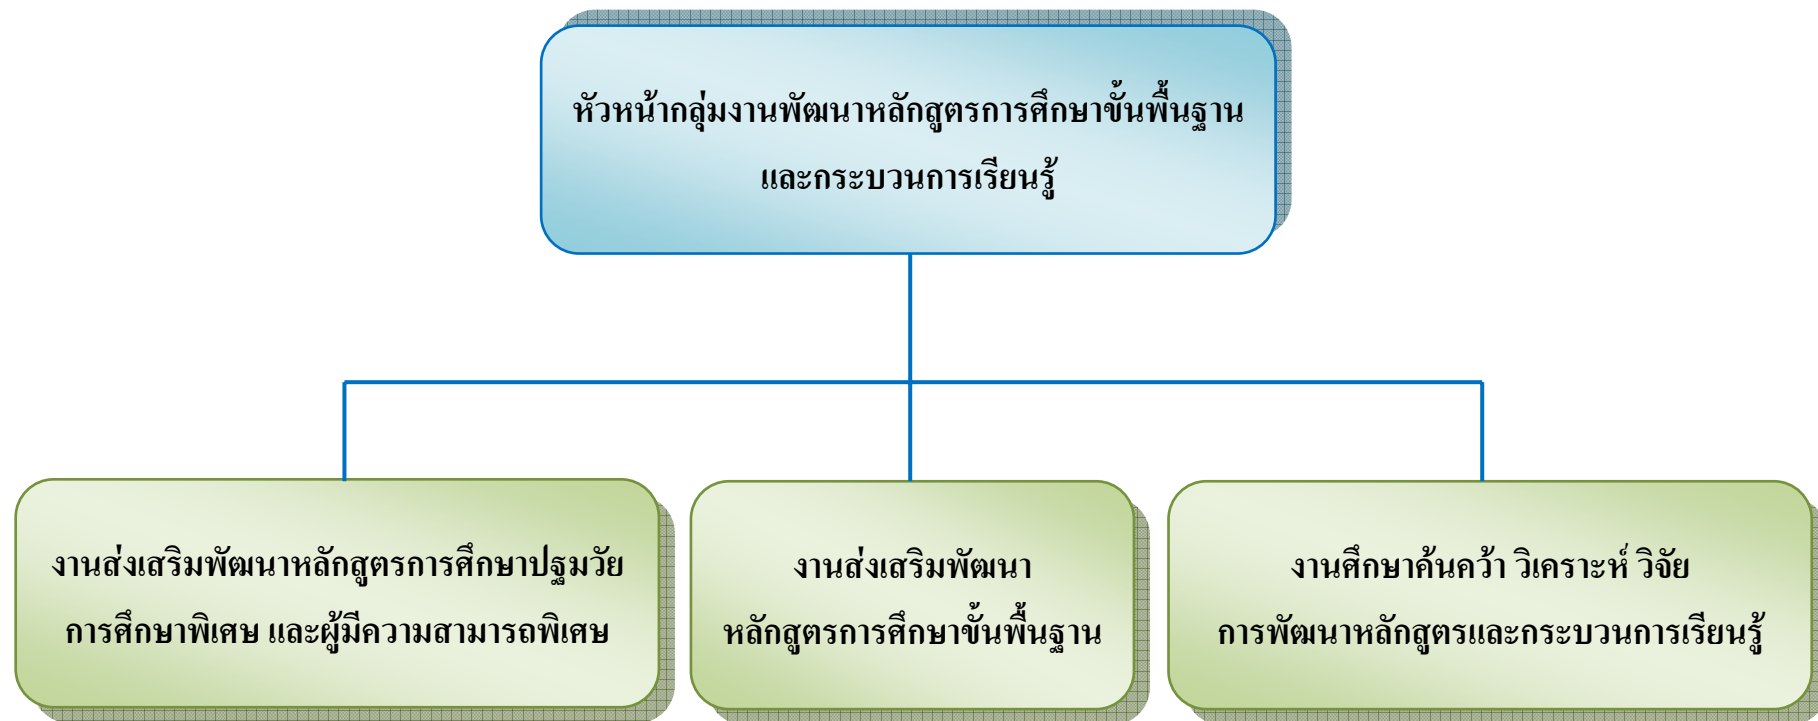 หัวหน้ากลุ่มงานพัฒนาหลักสูตรการศึกษาขั้นพื้นฐาน
และกระบวนการเรียนรู้
งานส่งเสริมพัฒนาหลักสูตรการศึกษาปฐมวัย
การศึกษาพิเศษ และผู้มีความสามารถพิเศษ
งานส่งเสริมพัฒนา
หลักสูตรการศึกษาขั้นพื้นฐาน
งานศึกษาค้นคว้า วิเคราะห์ วิจัย
การพัฒนาหลักสูตรและกระบวนการเรียนรู้